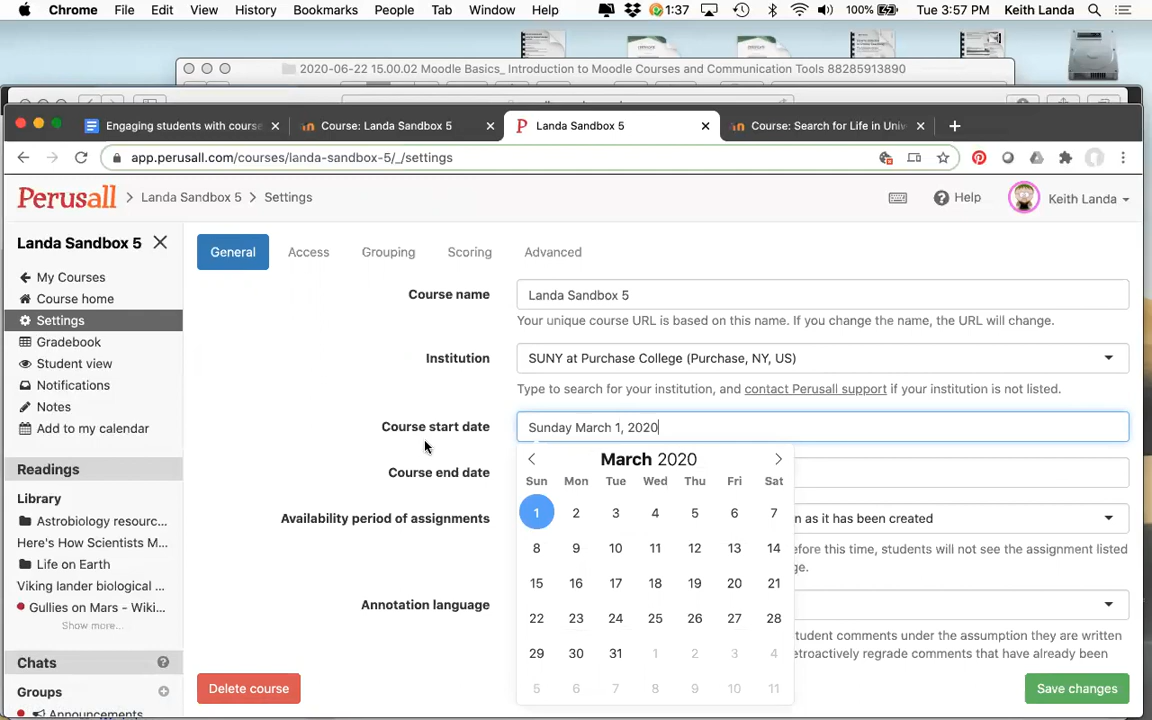 Chrome File Edit View History Bookmarks People Tab Window Help 1:37 100% Tue 3:57 PM Keith Landa
2020-06-22 15.00.02 Moodle Basics_ Introduction to Moodle Courses and Communication Tools 88285913890
Engaging students with course Course: Landa Sandbox 5 Landa Sandbox 5 Course: Search for Life in Univ
app.perusall.com/courses/landa-sandbox-5/_/settings
Perusall Landa Sandbox 5 Settings Help Keith Landa
Landa Sandbox 5
My Courses
Course home
Settings
Gradebook
Student view
Notifications
Notes
Add to my calendar
Readings
Library
Astrobiology resourc...
Here's How Scientists M...
Life on Earth
Viking lander biological ...
Gullies on Mars - Wiki...
Show more...
Chats
Groups
Announcements
General Access Grouping Scoring Advanced
Course name Landa Sandbox 5
Your unique course URL is based on this name. If you change the name, the URL will change.
Institution SUNY at Purchase College (Purchase, NY, US)
Type to search for your institution, and contact Perusall support if your institution is not listed.
Course start date Sunday March 1, 2020
March 2020
Course end date
Sun Mon Tue Wed Thu Fri Sat
1 2 3 4 5 6 7
Availability period of assignments n as it has been created
8 9 10 11 12 13 14
efore this time, students will not see the assignment listed
ge.
15 16 17 18 19 20 21
Annotation language
22 23 24 25 26 27 28
tudent comments under the assumption they are written
29 30 31 1 2 3 4
etroactively regrade comments that have already been
5 6 7 8 9 10 11
Delete course Save changes